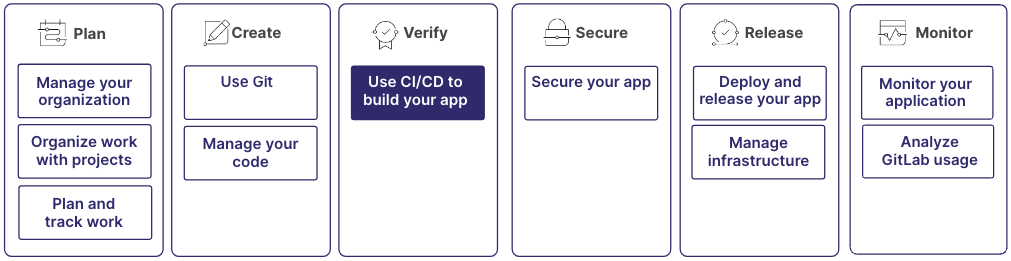 Plan
Manage your
organization
Organize work
with projects
Plan and
track work
Create
Use Git
Manage your
code
Verify
Use CI/CD to
build your app
Secure
Secure your app
Release
Deploy and
release your app
Manage
infrastructure
Monitor
Monitor your
application
Analyze
GitLab usage